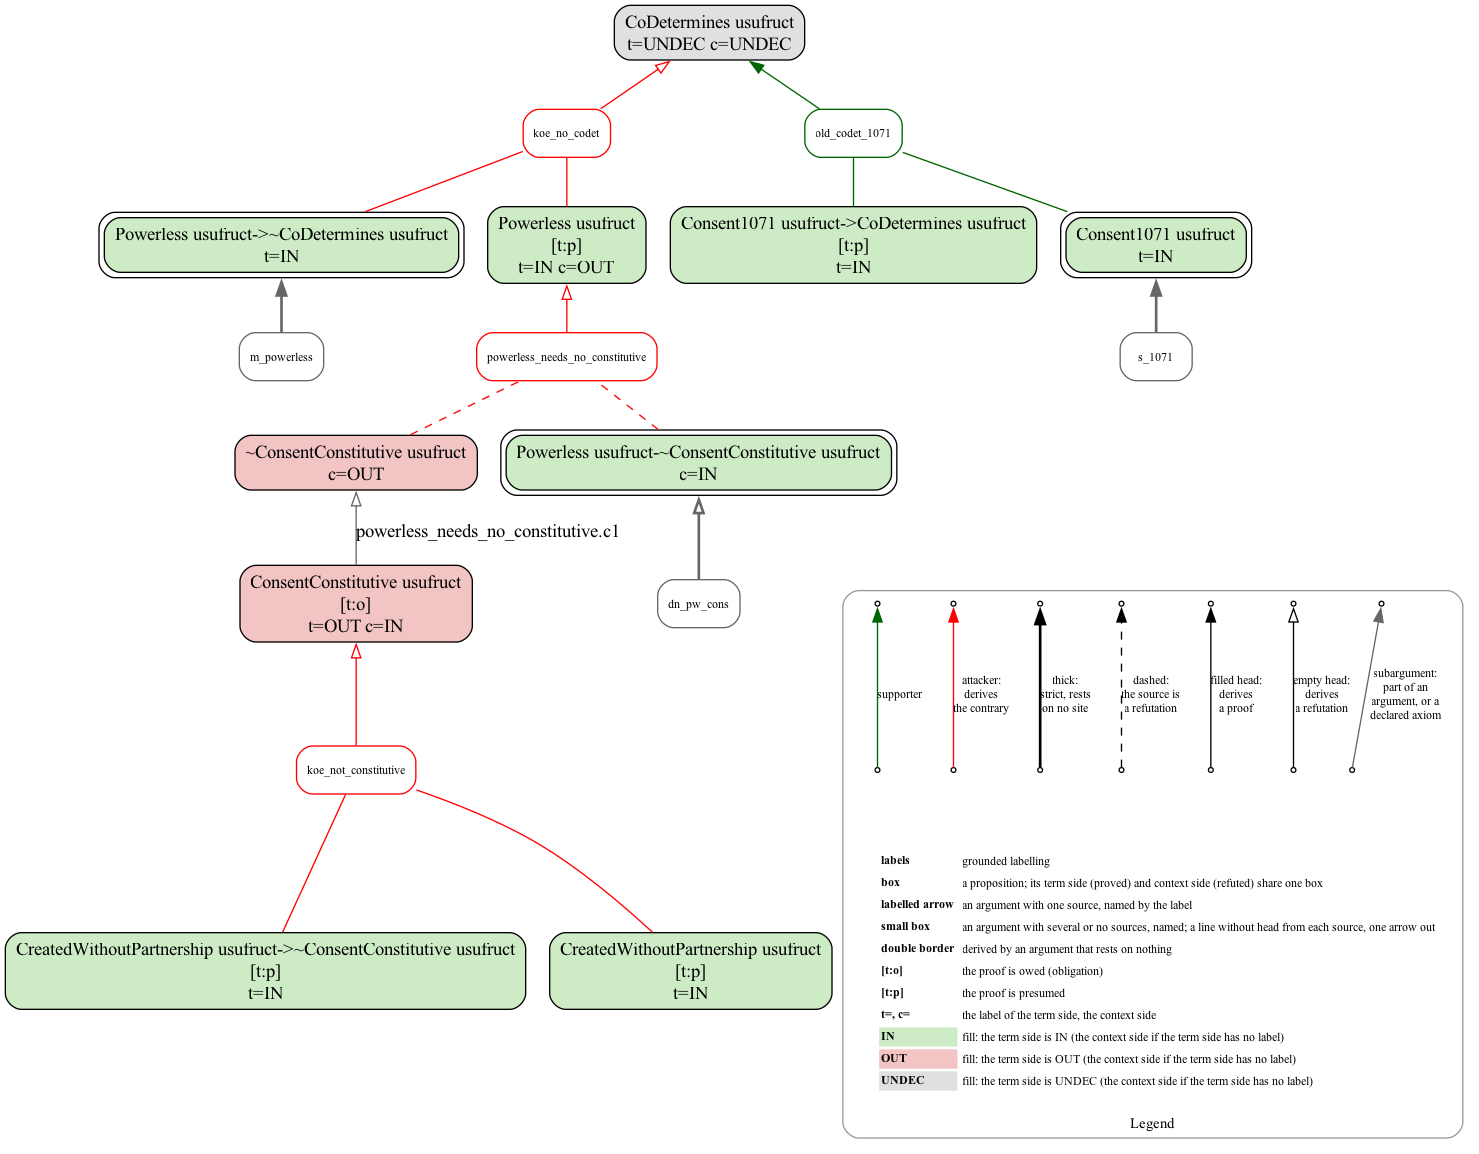 CoDetermines usufruct
t=UNDEC c=UNDEC
koe_no_codet
old_codet_1071
Powerless usufruct->~CoDetermines usufruct
t=IN
Powerless usufruct
[t:p]
t=IN c=OUT
Consent1071 usufruct->CoDetermines usufruct
[t:p]
t=IN
Consent1071 usufruct
t=IN
m_powerless
powerless_needs_no_constitutive
s_1071
~ConsentConstitutive usufruct
c=OUT
Powerless usufruct-~ConsentConstitutive usufruct
c=IN
powerless_needs_no_constitutive.c1
ConsentConstitutive usufruct
[t:o]
t=OUT c=IN
dn_pw_cons
koe_not_constitutive
CreatedWithoutPartnership usufruct->~ConsentConstitutive usufruct
[t:p]
t=IN
CreatedWithoutPartnership usufruct
[t:p]
t=IN
supporter
attacker:
derives
the contrary
thick:
strict, rests
on no site
dashed:
the source is
a refutation
filled head:
derives
a proof
empty head:
derives
a refutation
subargument:
part of an
argument, or a
declared axiom
labels grounded labelling
box a proposition; its term side (proved) and context side (refuted) share one box
labelled arrow an argument with one source, named by the label
small box an argument with several or no sources, named; a line without head from each source, one arrow out
double border derived by an argument that rests on nothing
[t:o] the proof is owed (obligation)
[t:p] the proof is presumed
t=, c= the label of the term side, the context side
IN fill: the term side is IN (the context side if the term side has no label)
OUT fill: the term side is OUT (the context side if the term side has no label)
UNDEC fill: the term side is UNDEC (the context side if the term side has no label)
Legend